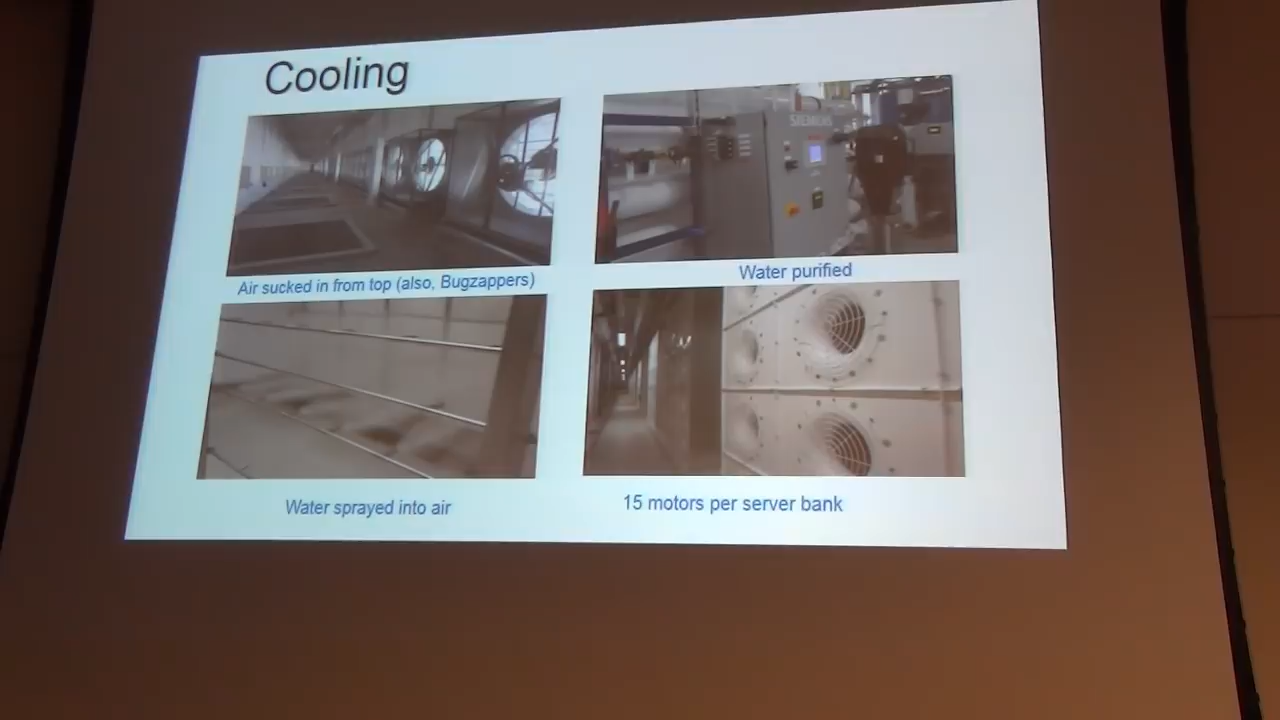 Cooling
SIEMENS
Air sucked in from top (also, Bugzappers)
Water purified
Water sprayed into air
15 motors per server bank